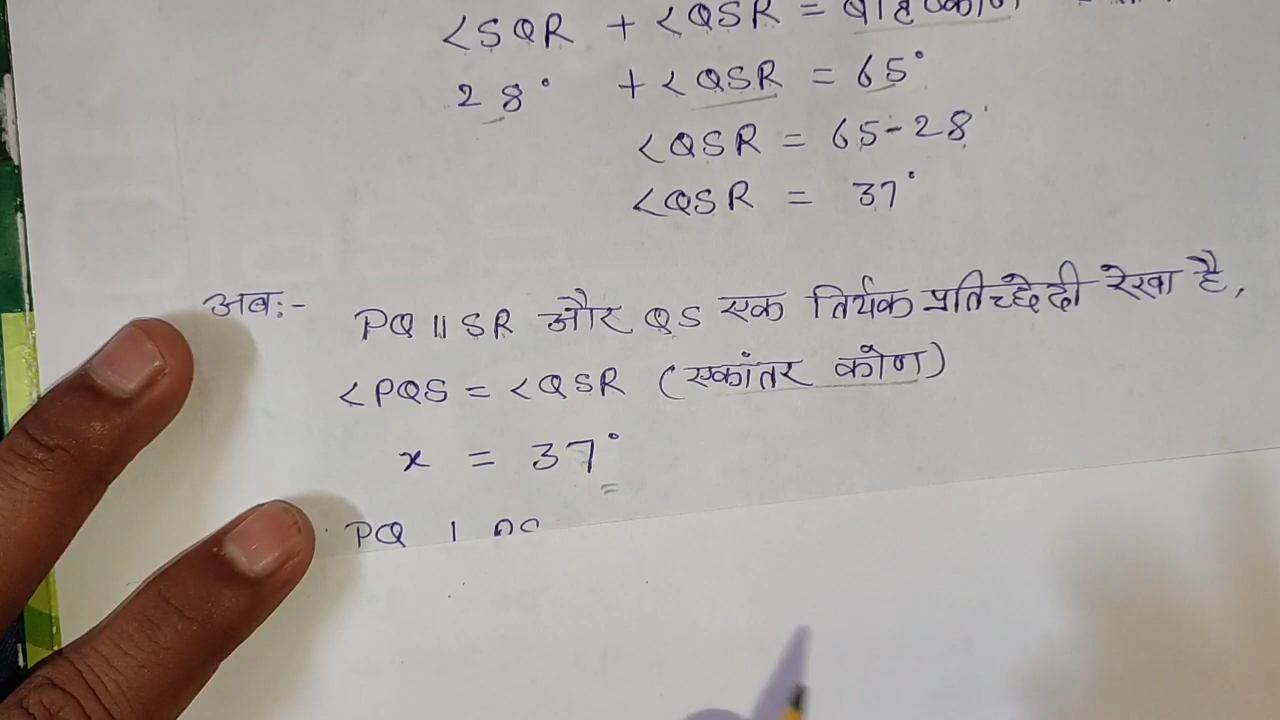 <SQR + <QSR =
28° + <QSR = 65°
<QSR = 65-28
<QSR = 37°
अबः- PQ || SR और QS एक तिर्यक प्रतिच्छेदी रेखा है,
<PQS = <QSR (एकांतर कोण)
x = 37°
PQ